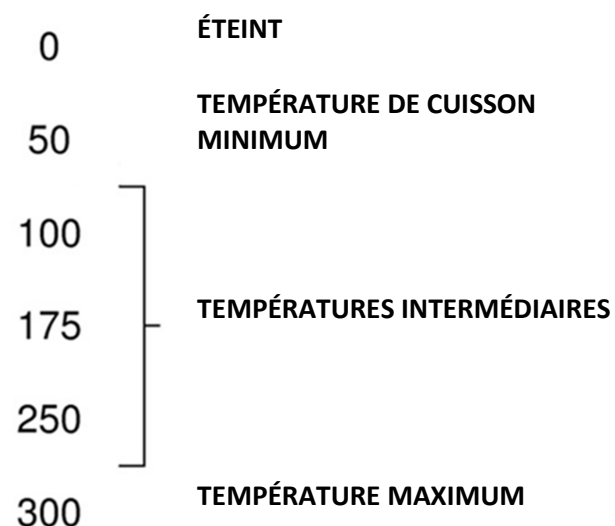 0 ÉTEINT
50 TEMPÉRATURE DE CUISSON
MINIMUM
100
175 TEMPÉRATURES INTERMÉDIAIRES
250
300 TEMPÉRATURE MAXIMUM